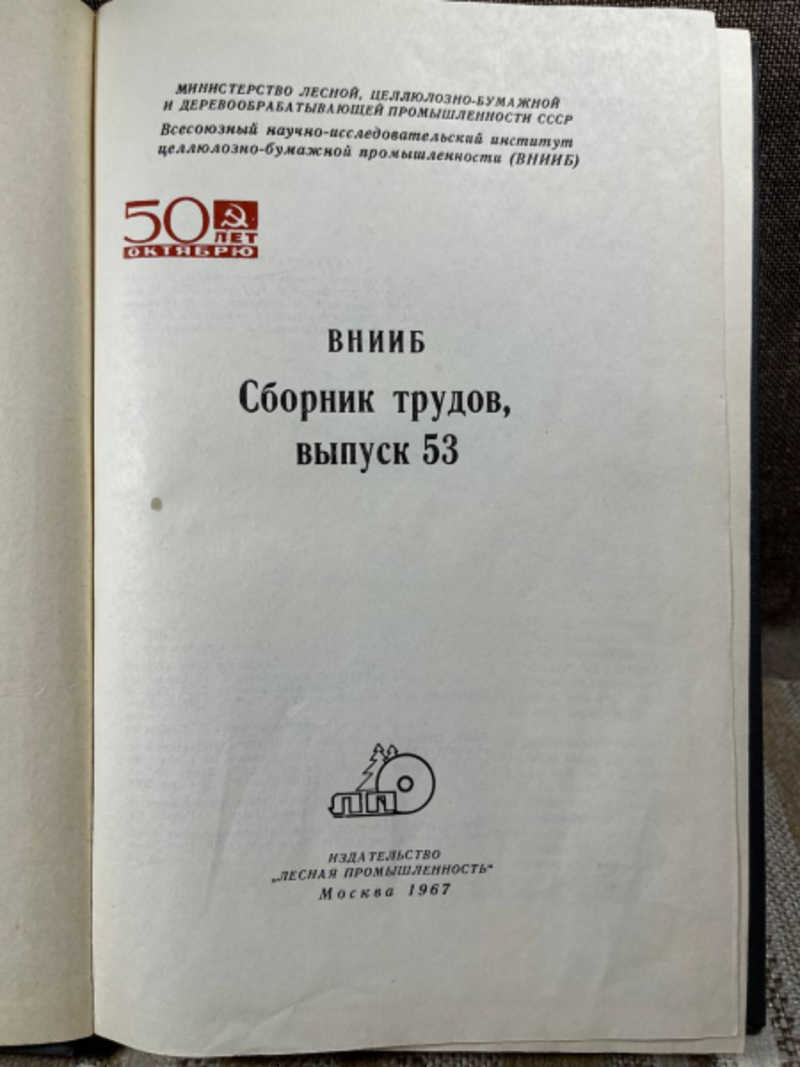 МИНИСТЕРСТВО ЛЕСНОЙ, ЦЕЛЛЮЛОЗНО-БУМАЖНОЙ
И ДЕРЕВООБРАБАТЫВАЮЩЕЙ ПРОМЫШЛЕННОСТИ СССР
Всесоюзный научно-исследовательский институт
целлюлозно-бумажной промышленности (ВНИИБ)
50
ЛЕТ
ОКТЯБРЮ
ВНИИБ
Сборник трудов,
выпуск 53
ЛП
ИЗДАТЕЛЬСТВО
„ЛЕСНАЯ ПРОМЫШЛЕННОСТЬ“
Москва 1967